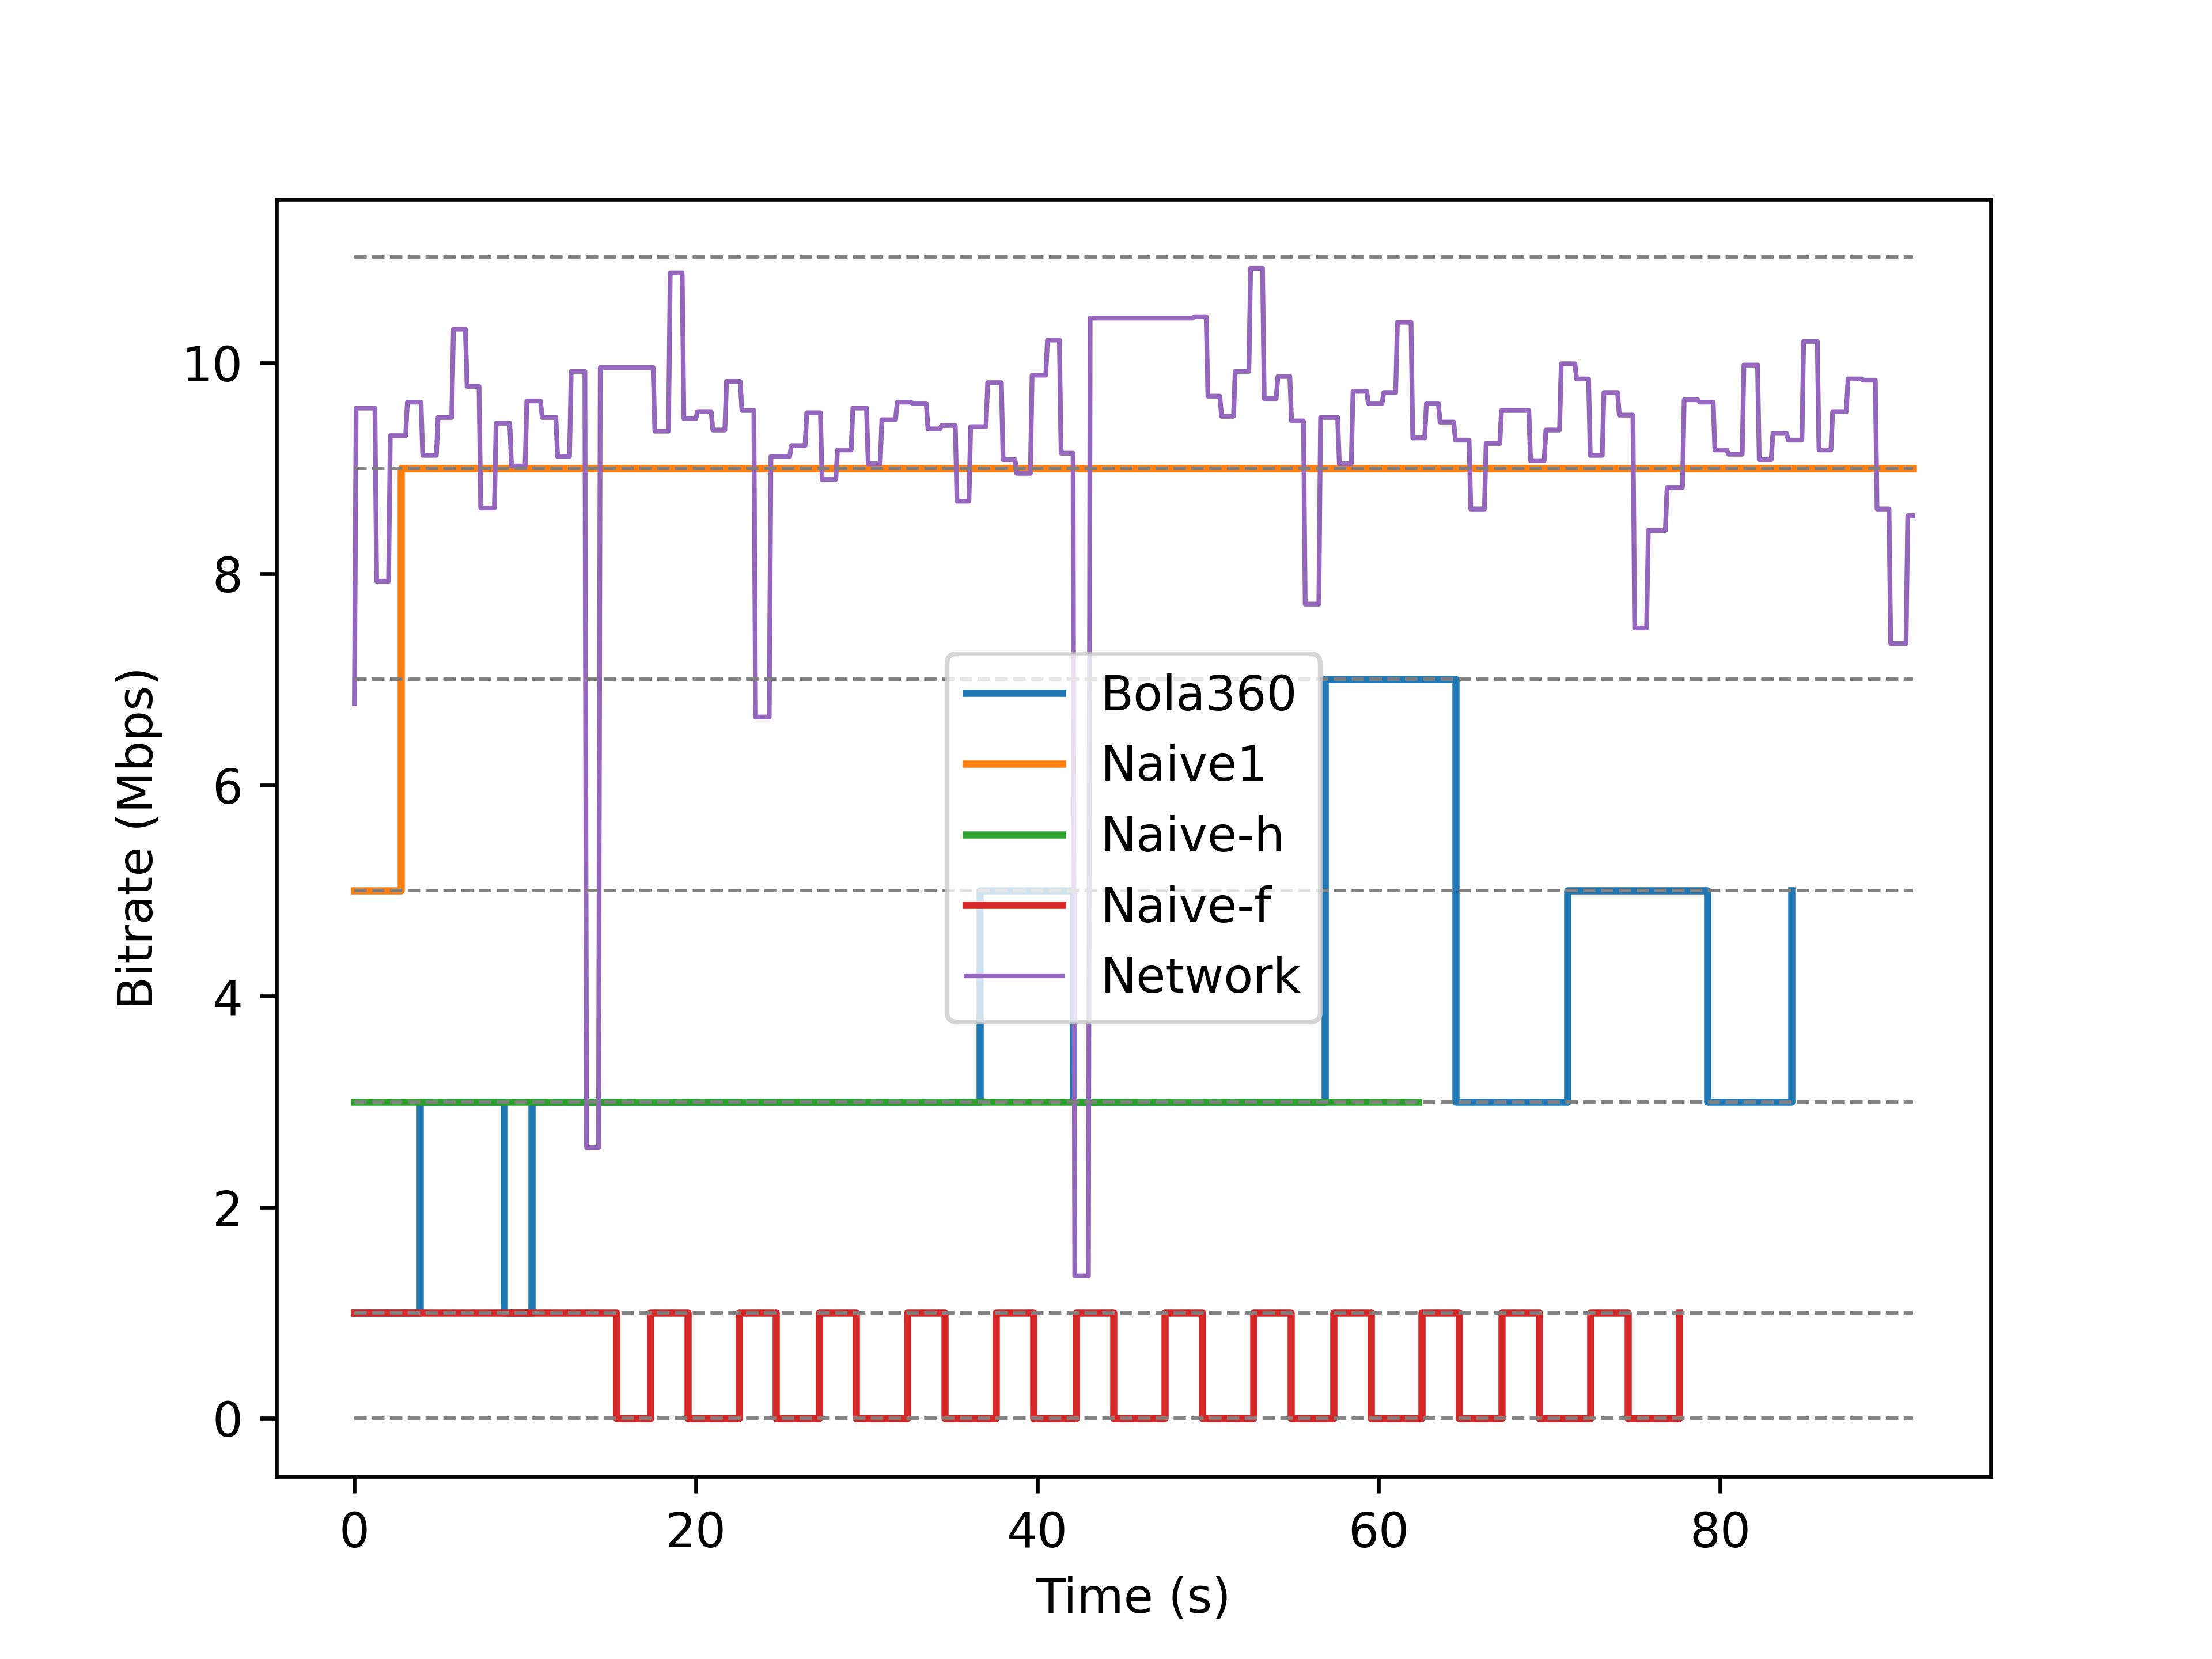 10
8
6
4
2
0
Bitrate (Mbps)
Bola360
Naive1
Naive-h
Naive-f
Network
0 20 40 60 80
Time (s)